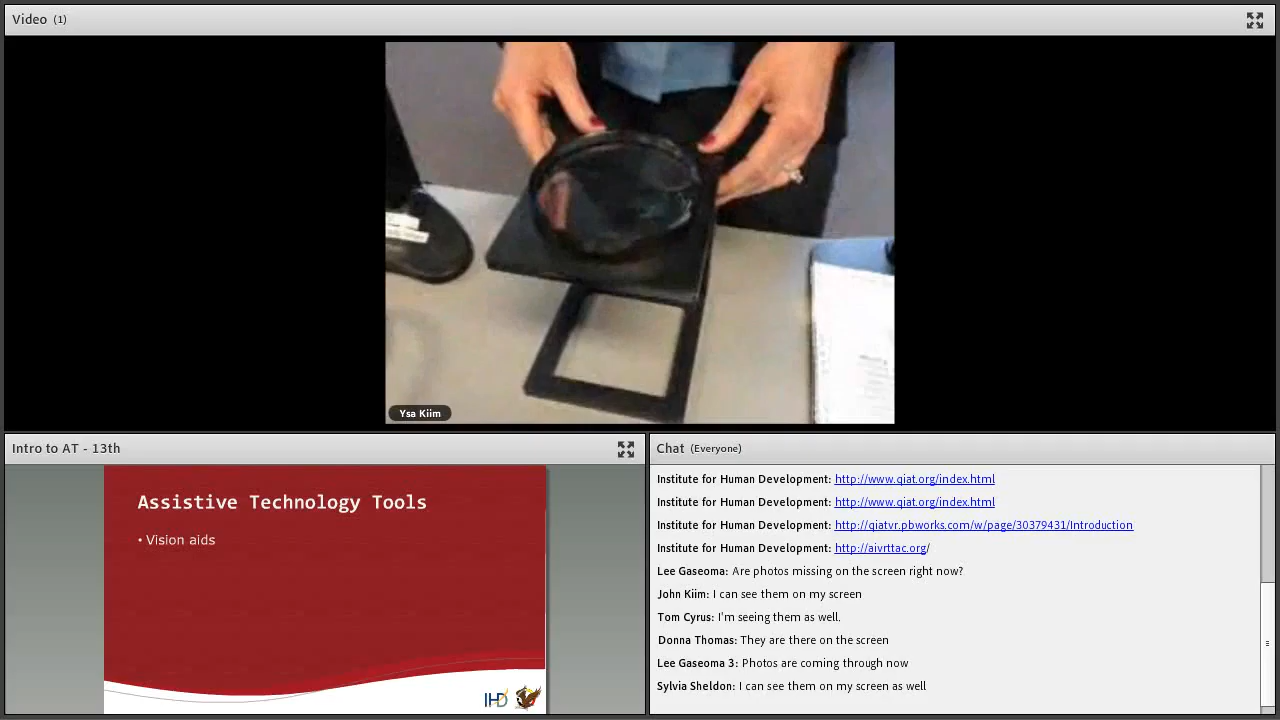 Video (1)
Ysa Kiim
Intro to AT - 13th
Assistive Technology Tools
• Vision aids
IHD
Chat (Everyone)
Institute for Human Development: http://www.qiat.org/index.html
Institute for Human Development: http://www.qiat.org/index.html
Institute for Human Development: http://qiatvr.pbworks.com/w/page/30379431/Introduction
Institute for Human Development: http://aivrttac.org/
Lee Gaseoma: Are photos missing on the screen right now?
John Kiim: I can see them on my screen
Tom Cyrus: I'm seeing them as well.
Donna Thomas: They are there on the screen
Lee Gaseoma 3: Photos are coming through now
Sylvia Sheldon: I can see them on my screen as well